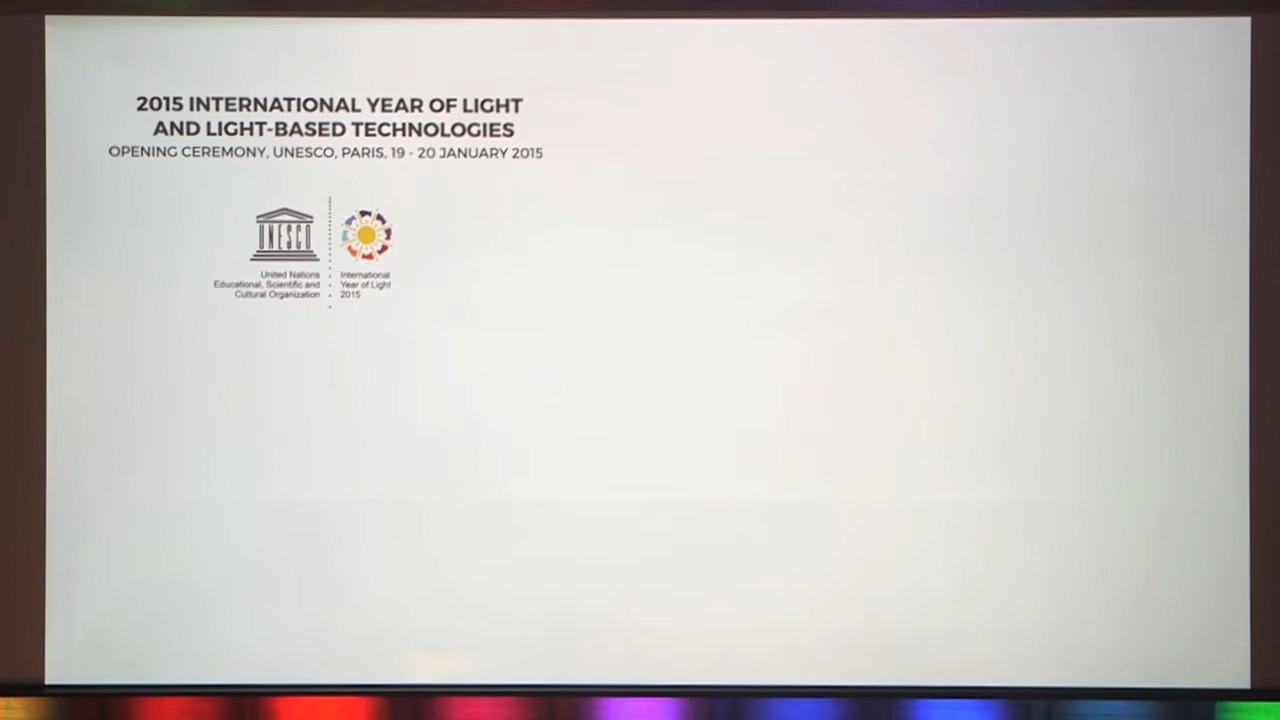 2015 INTERNATIONAL YEAR OF LIGHT
AND LIGHT-BASED TECHNOLOGIES
OPENING CEREMONY, UNESCO, PARIS, 19 - 20 JANUARY 2015
UNESCO
United Nations
Educational, Scientific and
Cultural Organization
International
Year of Light
2015